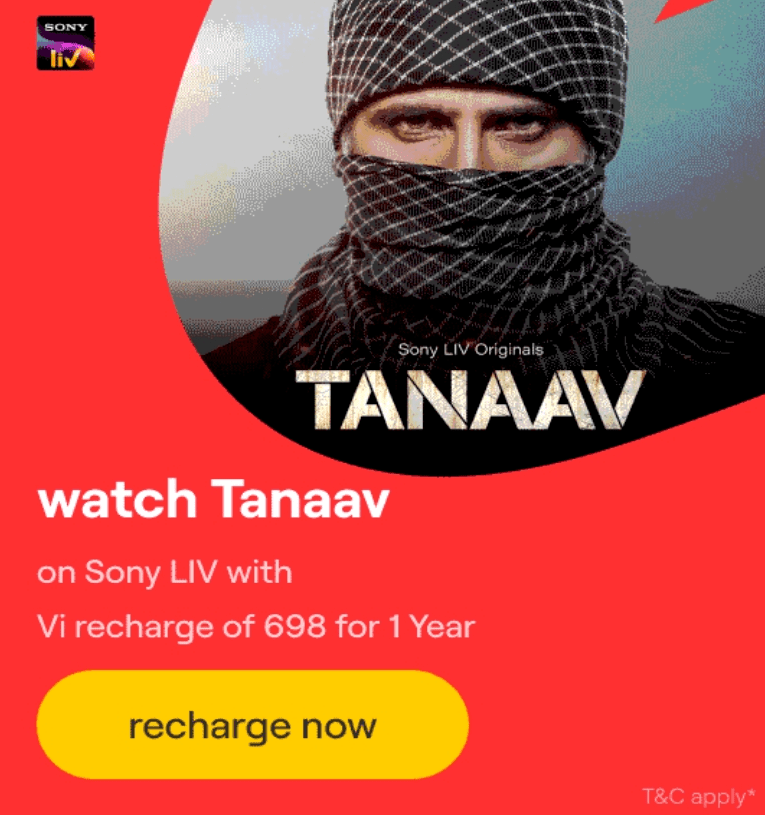 SONY
liv
Sony LIV Originals
TANAAV
watch Tanaav
on Sony LIV with
Vi recharge of 698 for 1 Year
recharge now
T&C apply*